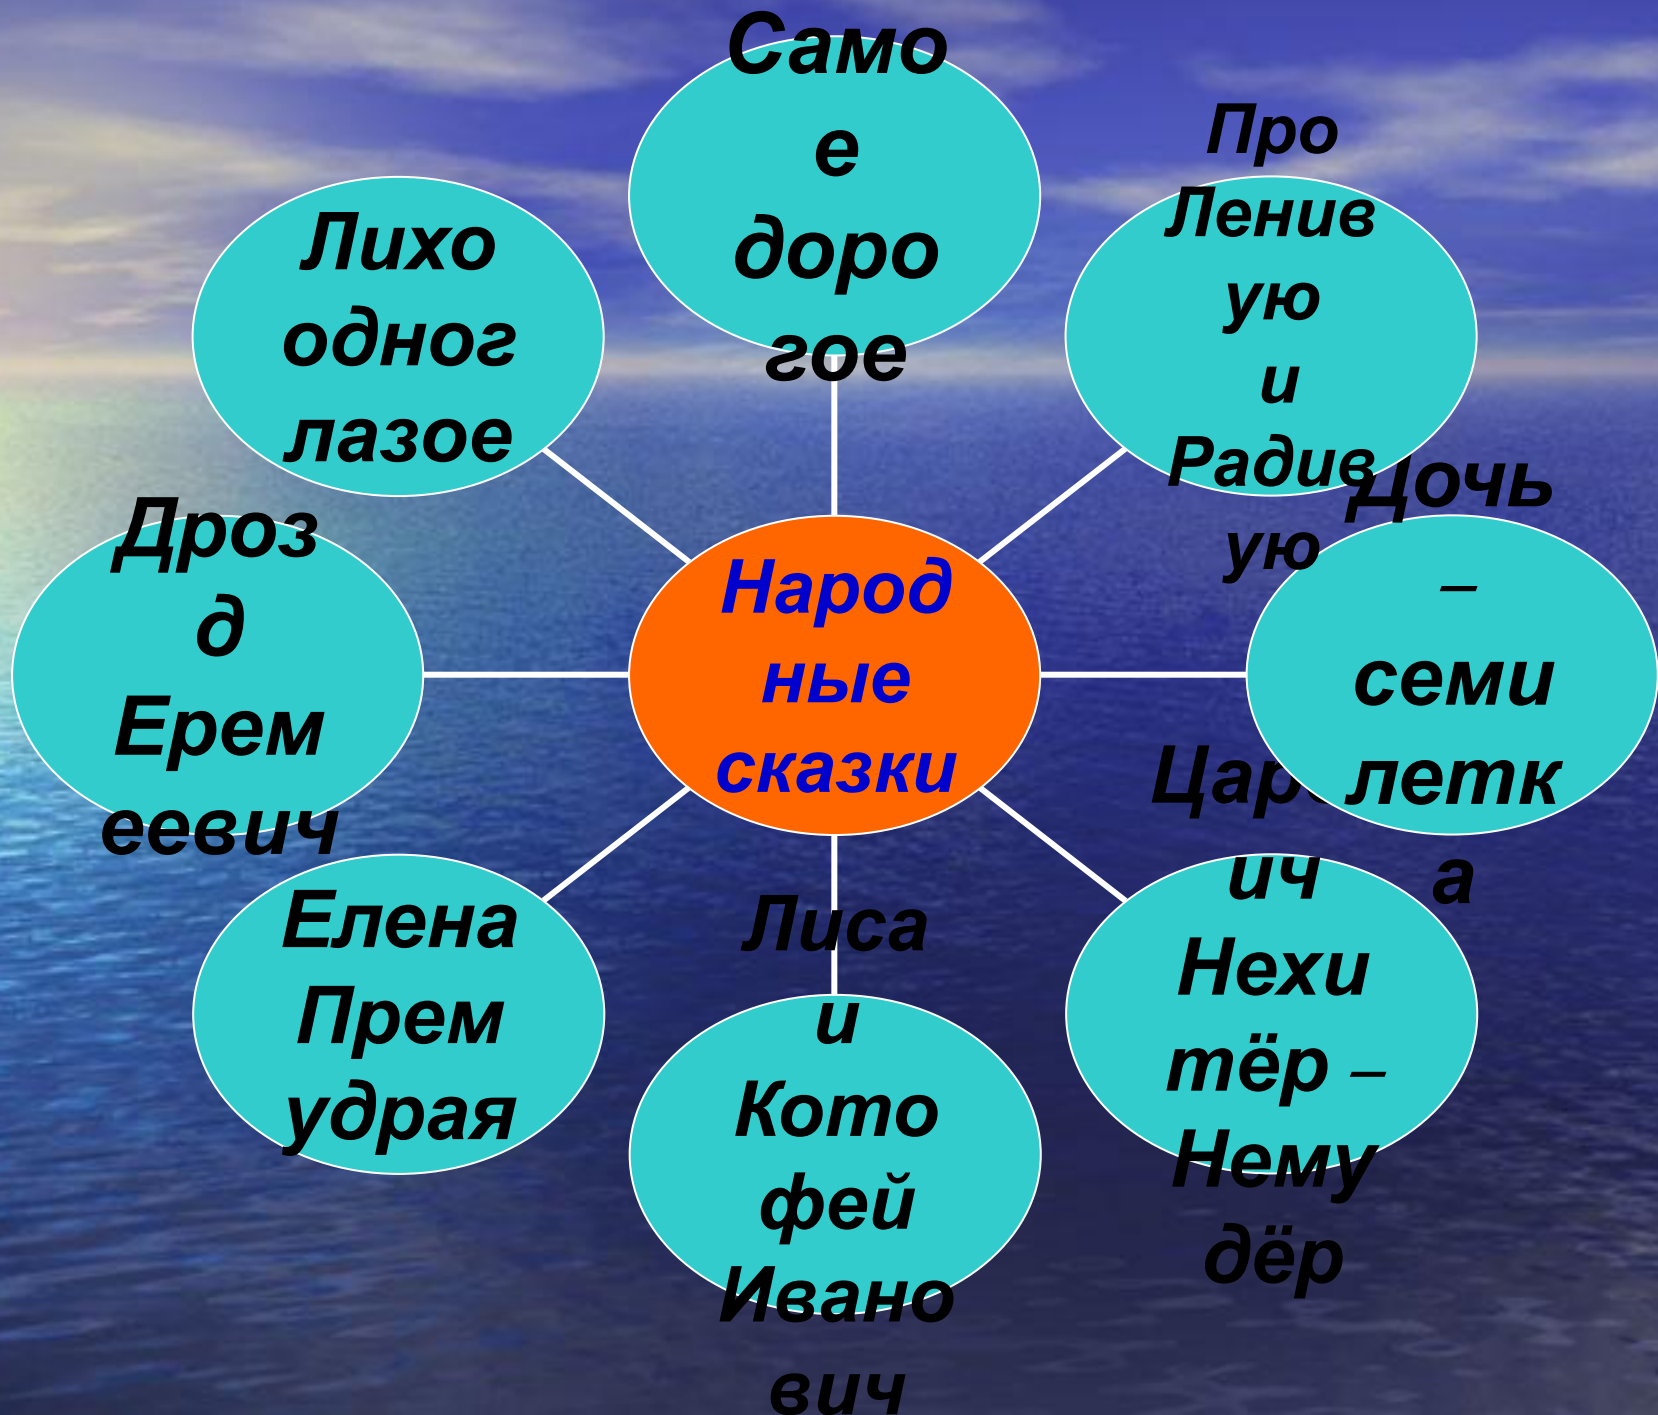 Само
е
доро
гое
Про
Ленив
ую
и
Радив
ую
Лихо
одног
лазое
Дочь
–
семи
летк
а
Дроз
д
Ерем
еевич
Народ
ные
сказки
ич
Нехи
тёр –
Нему
дёр
Елена
Прем
удрая
Лиса
и
Кото
фей
Ивано
вич